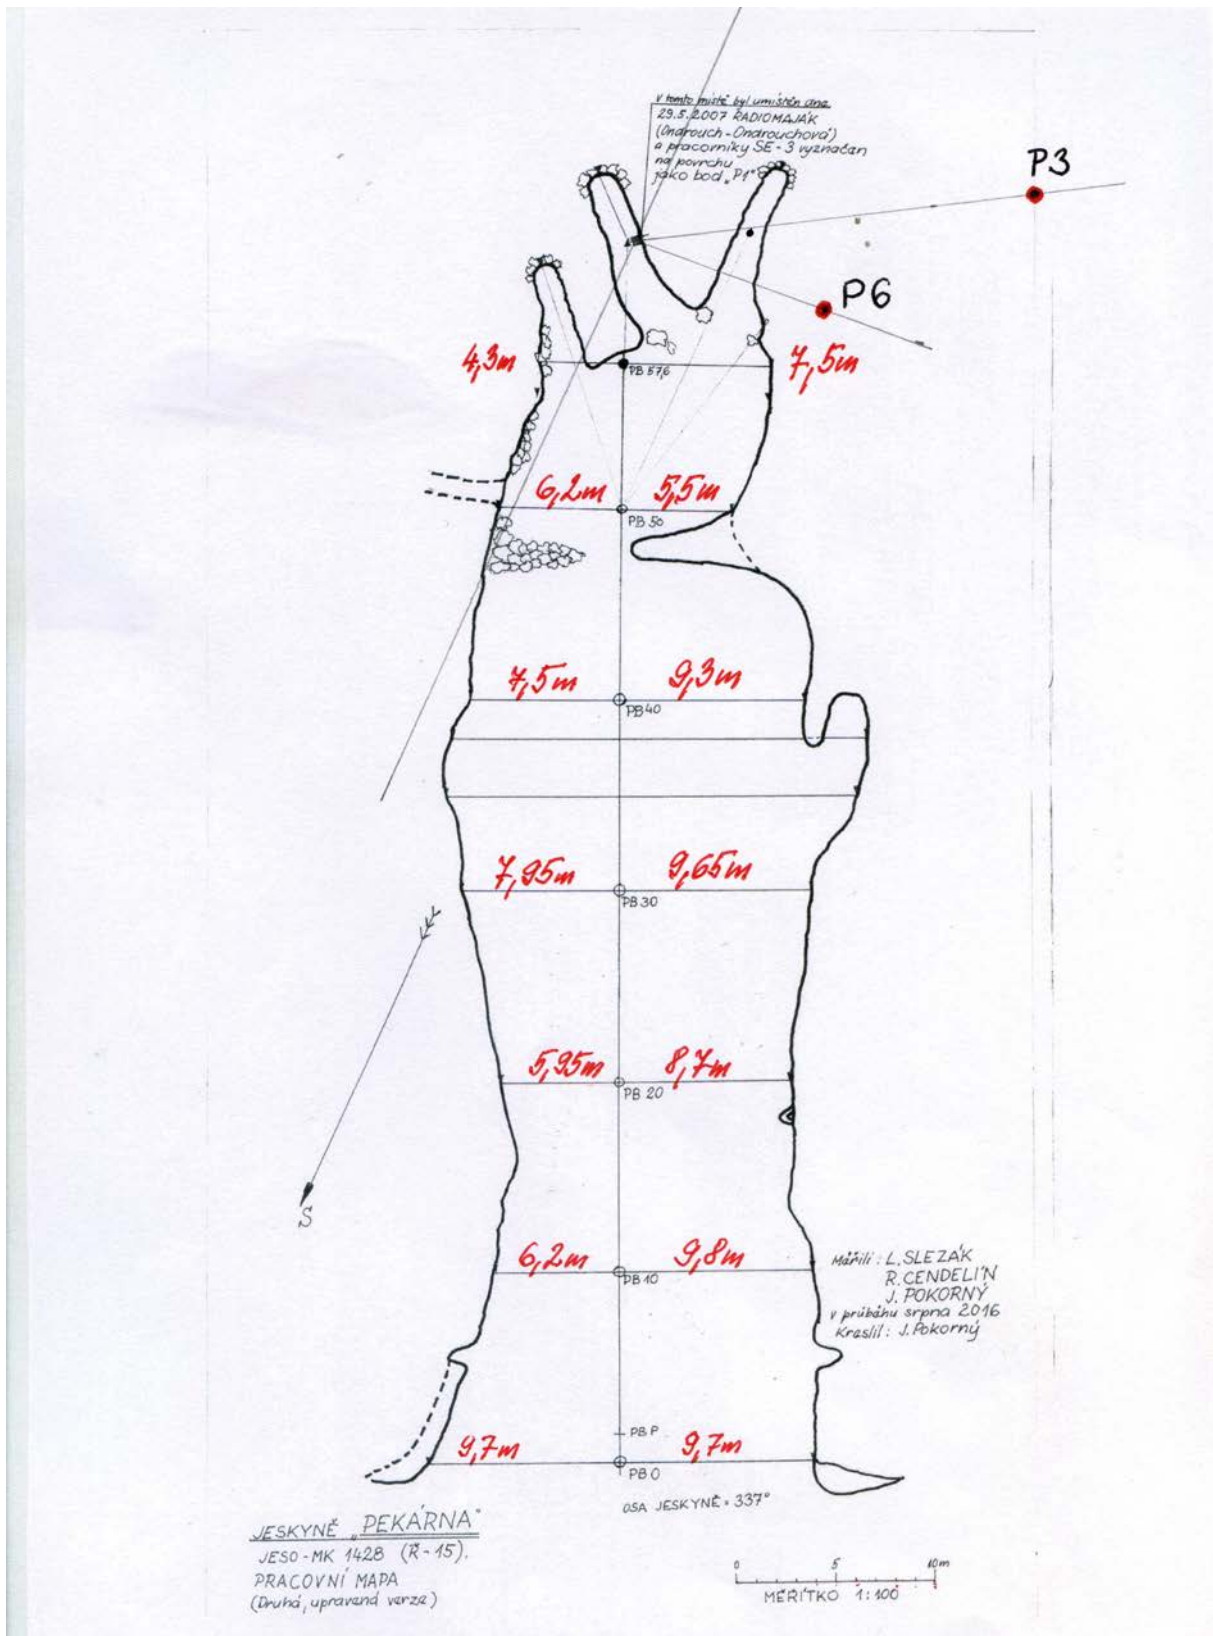 V tomto místě byl umístěn dne
29.5.2007 RADIOMAJÁK
(Ondrouch-Ondrouchová)
a pracovníky SE-3 vyznačen
na povrchu
jako bod „P1"
P3
P6
4,3m
7,5m
PB 57,6
6,2m
5,5m
PB 50
7,5m
9,3m
PB 40
7,95m
9,65m
PB 30
5,95m
8,7m
PB 20
S
6,2m
9,8m
PB 10
Měřili: L. SLEZÁK
R. CENDELÍN
J. POKORNÝ
v průběhu srpna 2016
Kreslil: J. Pokorný
PB P
9,7m
9,7m
PB 0
OSA JESKYNĚ = 337°
JESKYNĚ „PEKÁRNA"
JESO-MK 1428 (Ř-15).
PRACOVNÍ MAPA
(Druhá, upravená verze)
0 5 10m
MĚŘÍTKO 1:100